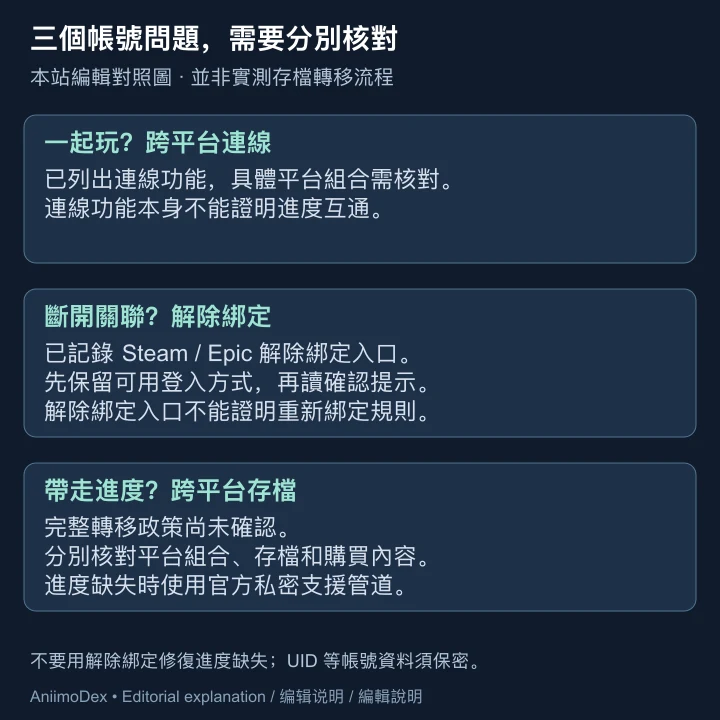 三個帳號問題，需要分別核對
本站編輯對照圖 · 並非實測存檔轉移流程
一起玩？跨平台連線
已列出連線功能，具體平台組合需核對。
連線功能本身不能證明進度互通。
斷開關聯？解除綁定
已記錄 Steam / Epic 解除綁定入口。
先保留可用登入方式，再讀確認提示。
解除綁定入口不能證明重新綁定規則。
帶走進度？跨平台存檔
完整轉移政策尚未確認。
分別核對平台組合、存檔和購買內容。
進度缺失時使用官方私密支援管道。
不要用解除綁定修復進度缺失；UID 等帳號資料須保密。
AniimoDex • Editorial explanation / 编辑说明 / 編輯說明